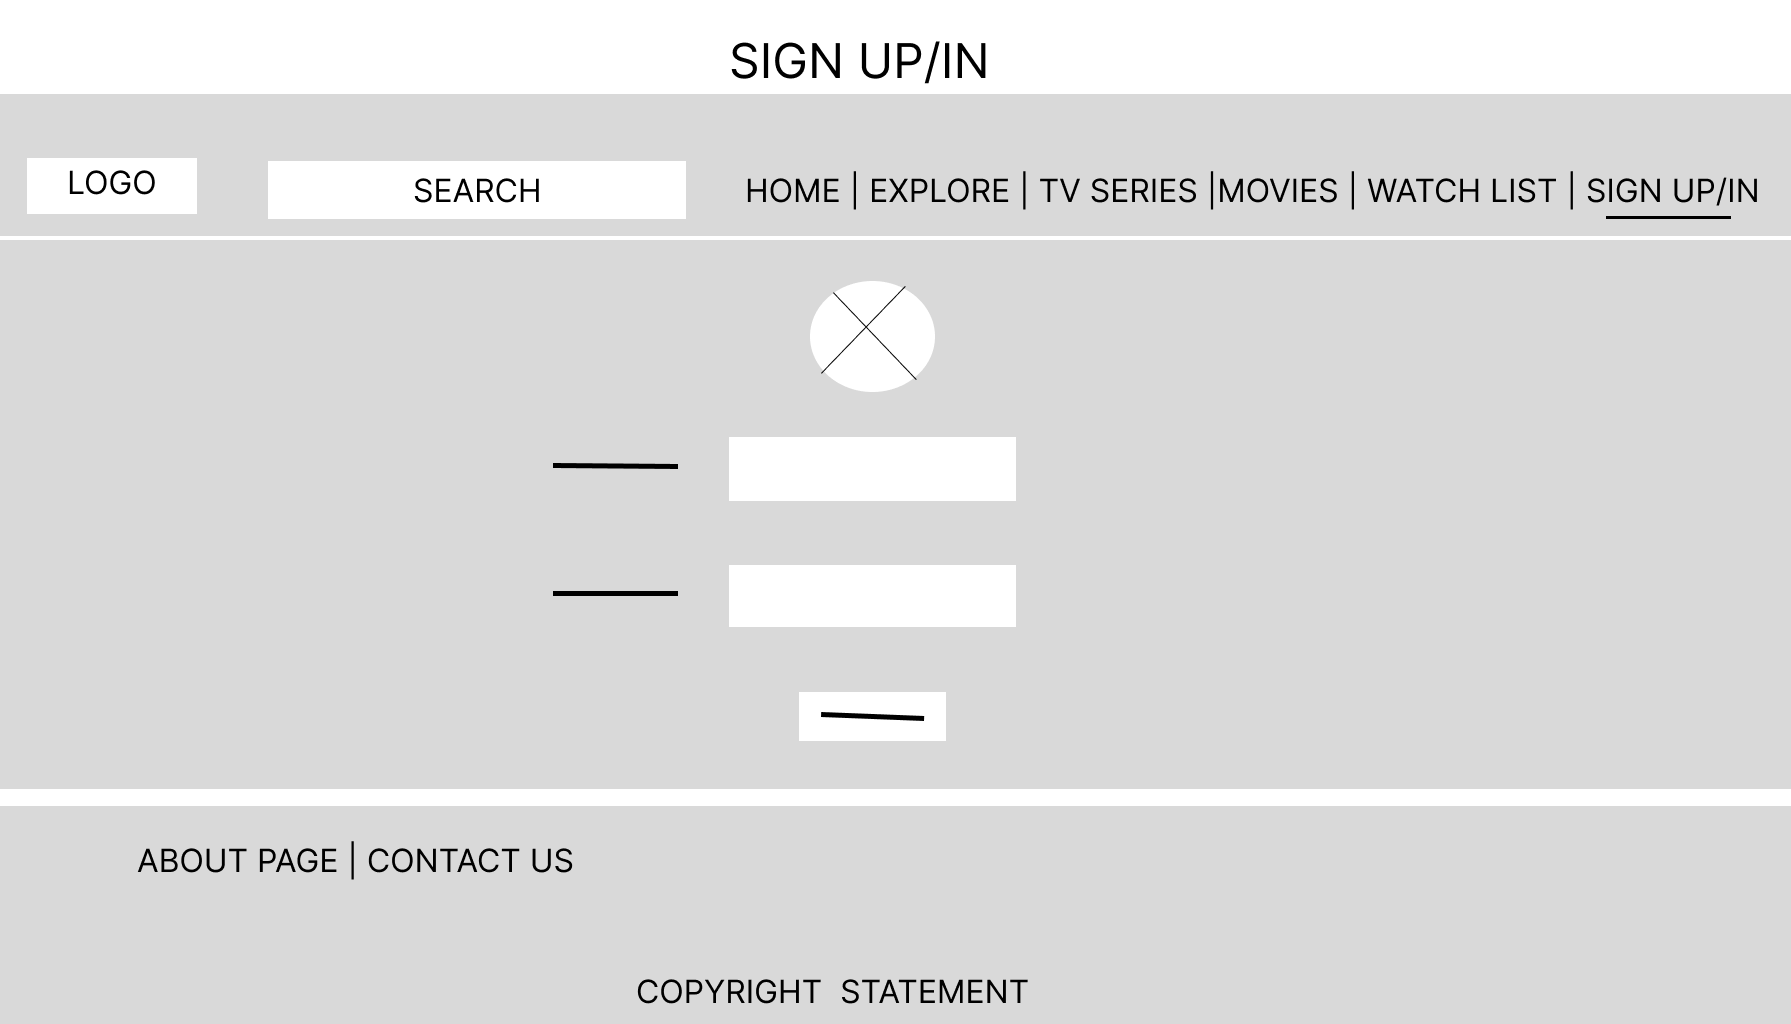 SIGN UP/IN
LOGO
SEARCH
HOME | EXPLORE | TV SERIES |MOVIES | WATCH LIST | SIGN UP/IN
ABOUT PAGE | CONTACT US
COPYRIGHT  STATEMENT